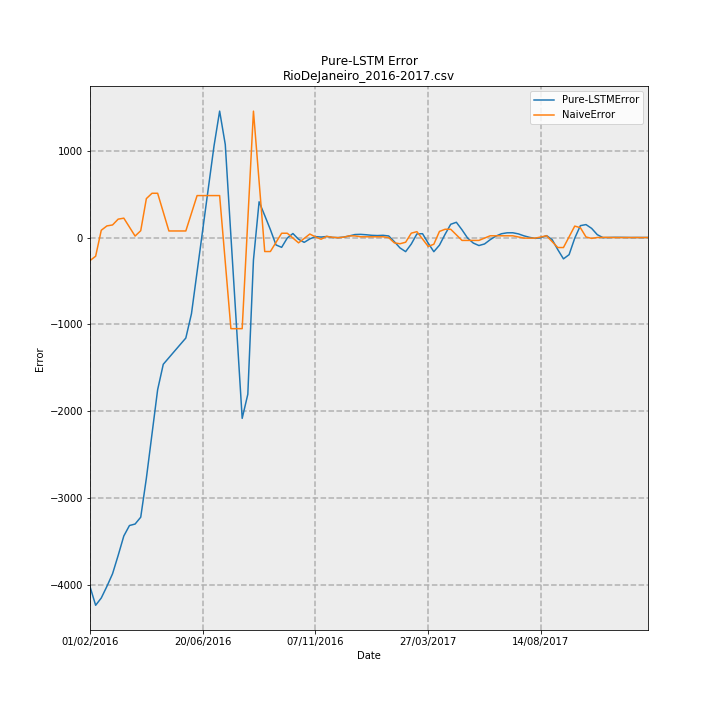 Pure-LSTM Error
RioDeJaneiro_2016-2017.csv
Pure-LSTMError
NaiveError
1000
0
−1000
−2000
−3000
−4000
Error
01/02/2016
20/06/2016
07/11/2016
27/03/2017
14/08/2017
Date